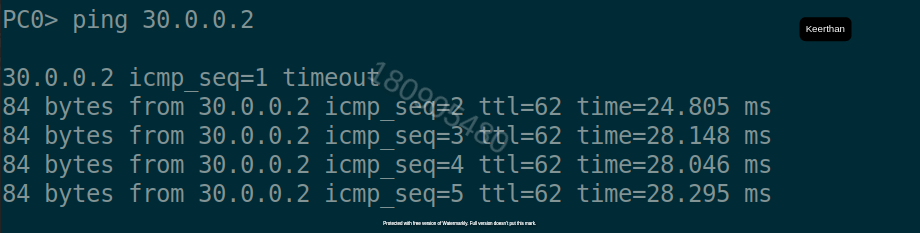 PC0> ping 30.0.0.2
Keerthan
30.0.0.2 icmp_seq=1 timeout
84 bytes from 30.0.0.2 icmp_seq=2 ttl=62 time=24.805 ms
84 bytes from 30.0.0.2 icmp_seq=3 ttl=62 time=28.148 ms
84 bytes from 30.0.0.2 icmp_seq=4 ttl=62 time=28.046 ms
84 bytes from 30.0.0.2 icmp_seq=5 ttl=62 time=28.295 ms
Protected with free version of Watermarkly. Full version doesn't put this mark.